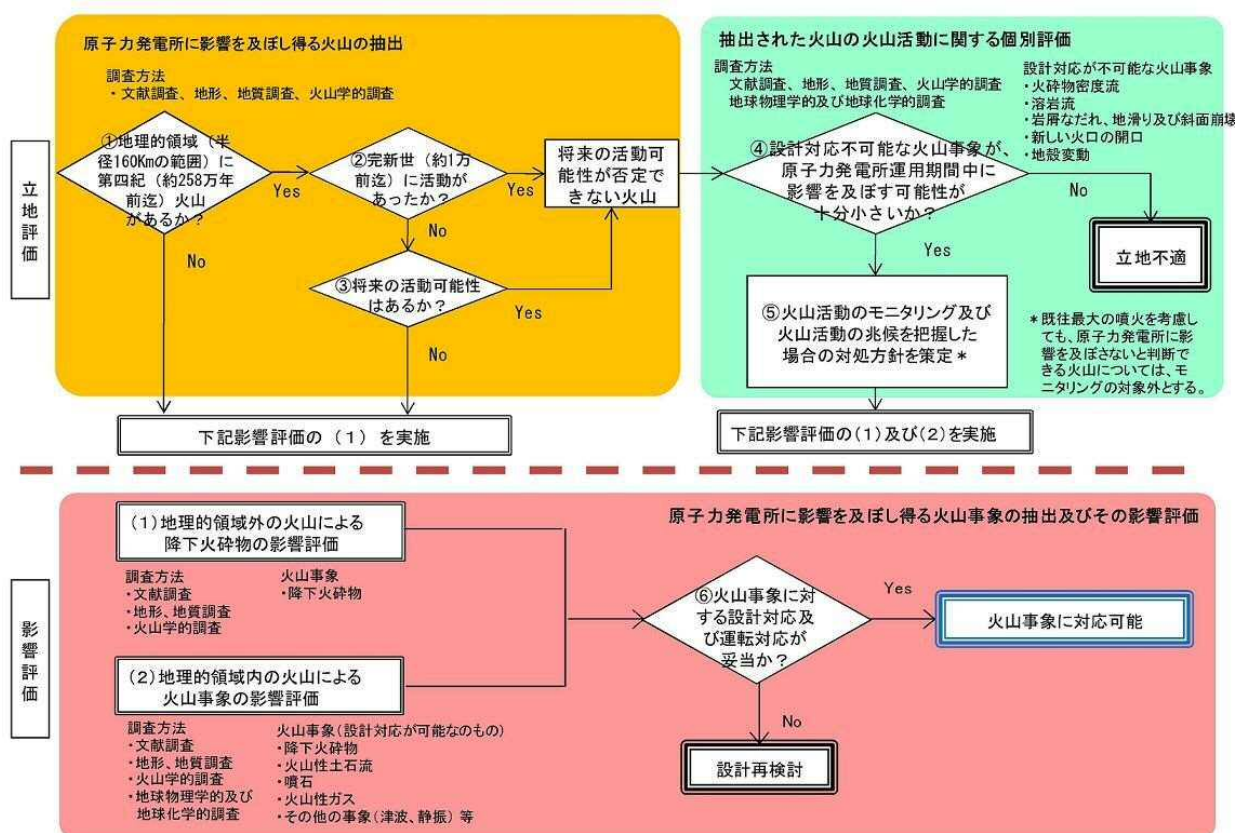 原子力発電所に影響を及ぼし得る火山の抽出
調査方法
・文献調査、地形、地質調査、火山学的調査
①地理的領域（半
径160Kmの範囲）に
第四紀（約258万年
前迄）火山
があるか？
Yes
No
②完新世（約1万
前迄）に活動が
あったか？
Yes
No
③将来の活動可能性
はあるか？
Yes
No
将来の活動可
能性が否定で
きない火山
立地評価
下記影響評価の（1）を実施
抽出された火山の火山活動に関する個別評価
調査方法
文献調査、地形、地質調査、火山学的調査
地球物理学的及び地球化学的調査
設計対応が不可能な火山事象
・火砕物密度流
・溶岩流
・岩屑なだれ、地滑り及び斜面崩壊
・新しい火口の開口
・地殻変動
④設計対応不可能な火山事象が、
原子力発電所運用期間中に
影響を及ぼす可能性が
十分小さいか？
No
Yes
立地不適
⑤火山活動のモニタリング及び
火山活動の兆候を把握した
場合の対処方針を策定＊
＊既往最大の噴火を考慮し
ても、原子力発電所に影
響を及ぼさないと判断で
きる火山については、モ
ニタリングの対象外とする。
下記影響評価の(1)及び(2)を実施
影響評価
原子力発電所に影響を及ぼし得る火山事象の抽出及びその影響評価
(1)地理的領域外の火山による
降下火砕物の影響評価
調査方法
・文献調査
・地形、地質調査
・火山学的調査
火山事象
・降下火砕物
(2)地理的領域内の火山による
火山事象の影響評価
調査方法
・文献調査
・地形、地質調査
・火山学的調査
・地球物理学的及び
地球化学的調査
火山事象(設計対応が可能なのもの)
・降下火砕物
・火山性土石流
・噴石
・火山性ガス
・その他の事象(津波、静振)等
⑥火山事象に対
する設計対応及
び運転対応が
妥当か？
Yes
No
火山事象に対応可能
設計再検討